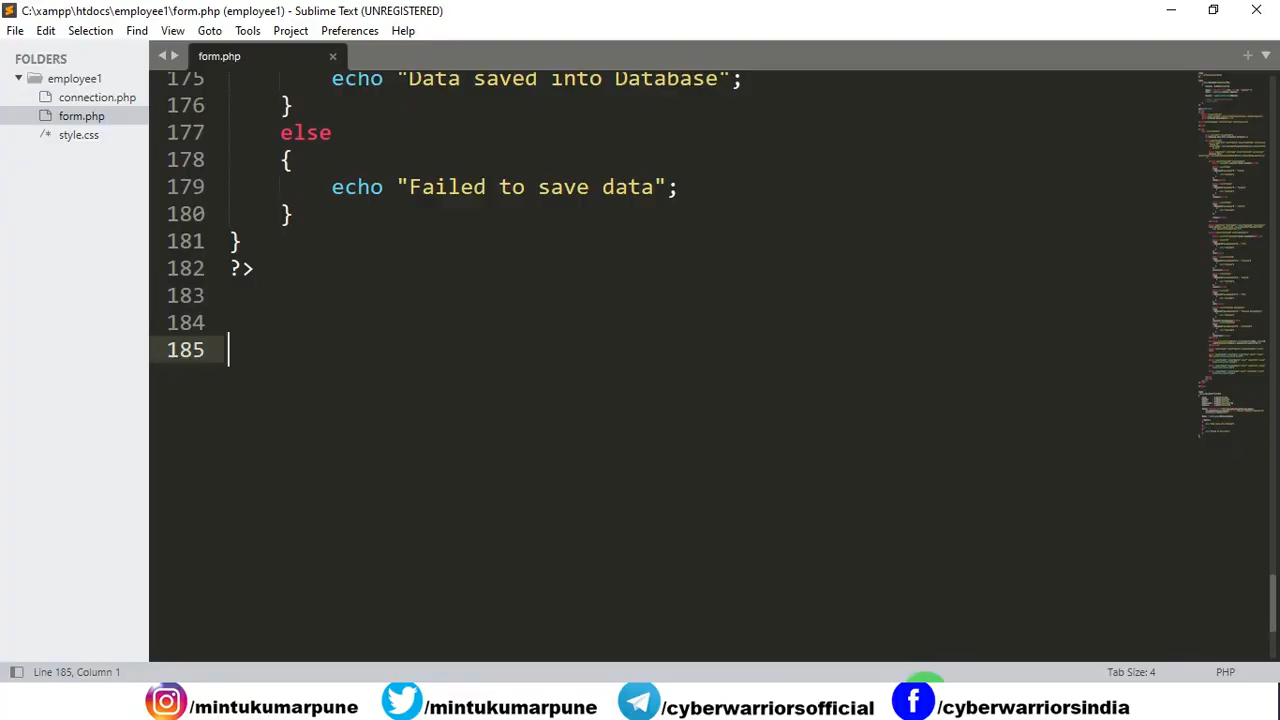 C:\xampp\htdocs\employee1\form.php (employee1) - Sublime Text (UNREGISTERED)
File Edit Selection Find View Goto Tools Project Preferences Help
FOLDERS
employee1
connection.php
form.php
/* style.css
form.php
175 echo "Data saved into Database";
176 }
177 else
178 {
179 echo "Failed to save data";
180 }
181 }
182 ?>
183
184
185
Line 185, Column 1
Tab Size: 4
PHP
/mintukumarpune
/mintukumarpune
/cyberwarriorsofficial
/cyberwarriorsindia